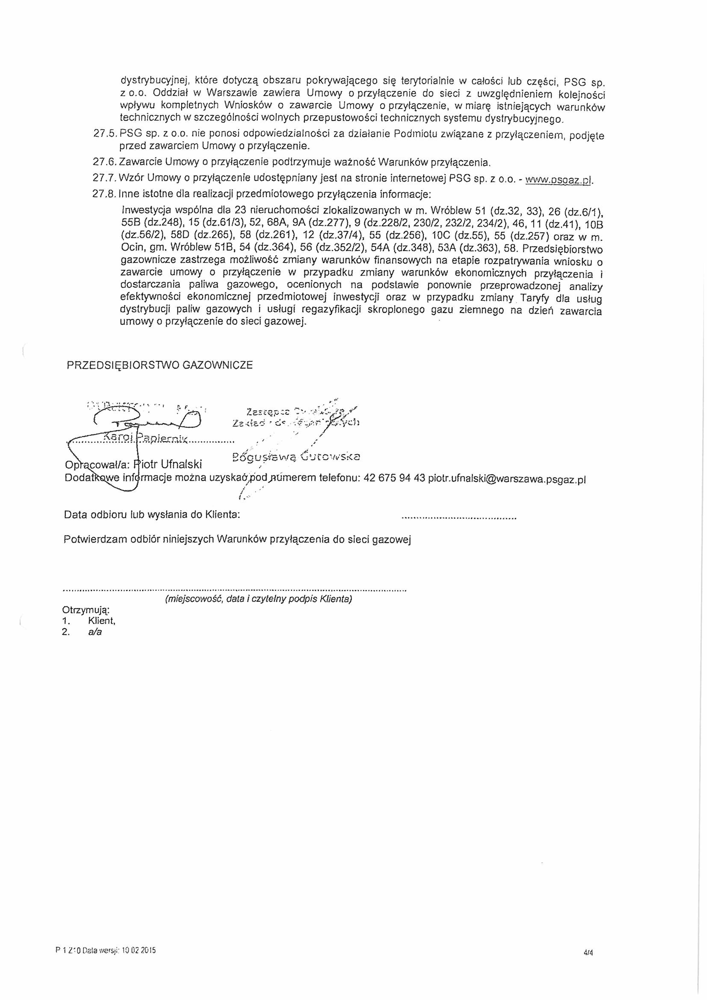 dystrybucyjnej, które dotyczą obszaru pokrywającego się terytorialnie w całości lub części, PSG sp.
z o.o. Oddział w Warszawie zawiera Umowy o przyłączenie do sieci z uwzględnieniem kolejności
wpływu kompletnych Wniosków o zawarcie Umowy o przyłączenie, w miarę istniejących warunków
technicznych w szczególności wolnych przepustowości technicznych systemu dystrybucyjnego.
27.5. PSG sp. z o.o. nie ponosi odpowiedzialności za działanie Podmiotu związane z przyłączeniem, podjęte
przed zawarciem Umowy o przyłączenie.
27.6. Zawarcie Umowy o przyłączenie podtrzymuje ważność Warunków przyłączenia.
27.7. Wzór Umowy o przyłączenie udostępniany jest na stronie internetowej PSG sp. z o.o. - www.psgaz.pl.
27.8. Inne istotne dla realizacji przedmiotowego przyłączenia informacje:
Inwestycja wspólna dla 23 nieruchomości zlokalizowanych w m. Wróblew 51 (dz.32, 33), 26 (dz.6/1),
55B (dz.248), 15 (dz.61/3), 52, 68A, 9A (dz.277), 9 (dz.228/2, 230/2, 232/2, 234/2), 46, 11 (dz.41), 10B
(dz.56/2), 58D (dz.265), 58 (dz.261), 12 (dz.37/4), 55 (dz.256), 10C (dz.55), 55 (dz.257) oraz w m.
Ocin, gm. Wróblew 51B, 54 (dz.364), 56 (dz.352/2), 54A (dz.348), 53A (dz.363), 58. Przedsiębiorstwo
gazownicze zastrzega możliwość zmiany warunków finansowych na etapie rozpatrywania wniosku o
zawarcie umowy o przyłączenie w przypadku zmiany warunków ekonomicznych przyłączenia i
dostarczania paliwa gazowego, ocenionych na podstawie ponownie przeprowadzonej analizy
efektywności ekonomicznej przedmiotowej inwestycji oraz w przypadku zmiany Taryfy dla usług
dystrybucji paliw gazowych i usługi regazyfikacji skroplonego gazu ziemnego na dzień zawarcia
umowy o przyłączenie do sieci gazowej.
PRZEDSIĘBIORSTWO GAZOWNICZE
Zastępca
Zakład
Karol Papiernik
Bogusława Gutowska
Opracował/a: Piotr Ufnalski
Dodatkowe informacje można uzyskać pod numerem telefonu: 42 675 94 43 piotr.ufnalski@warszawa.psgaz.pl
Data odbioru lub wysłania do Klienta:
Potwierdzam odbiór niniejszych Warunków przyłączenia do sieci gazowej
(miejscowość, data i czytelny podpis Klienta)
Otrzymują:
1. Klient,
2. a/a
P 1 Z10 Data wersji: 10 02 2015
4/4